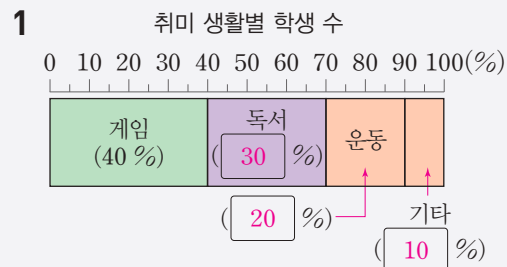 1 취미 생활별 학생 수
0 10 20 30 40 50 60 70 80 90 100(%)
게임 독서 운동
(40 %) ( 30 %)
( 20 %) 기타
( 10 %)